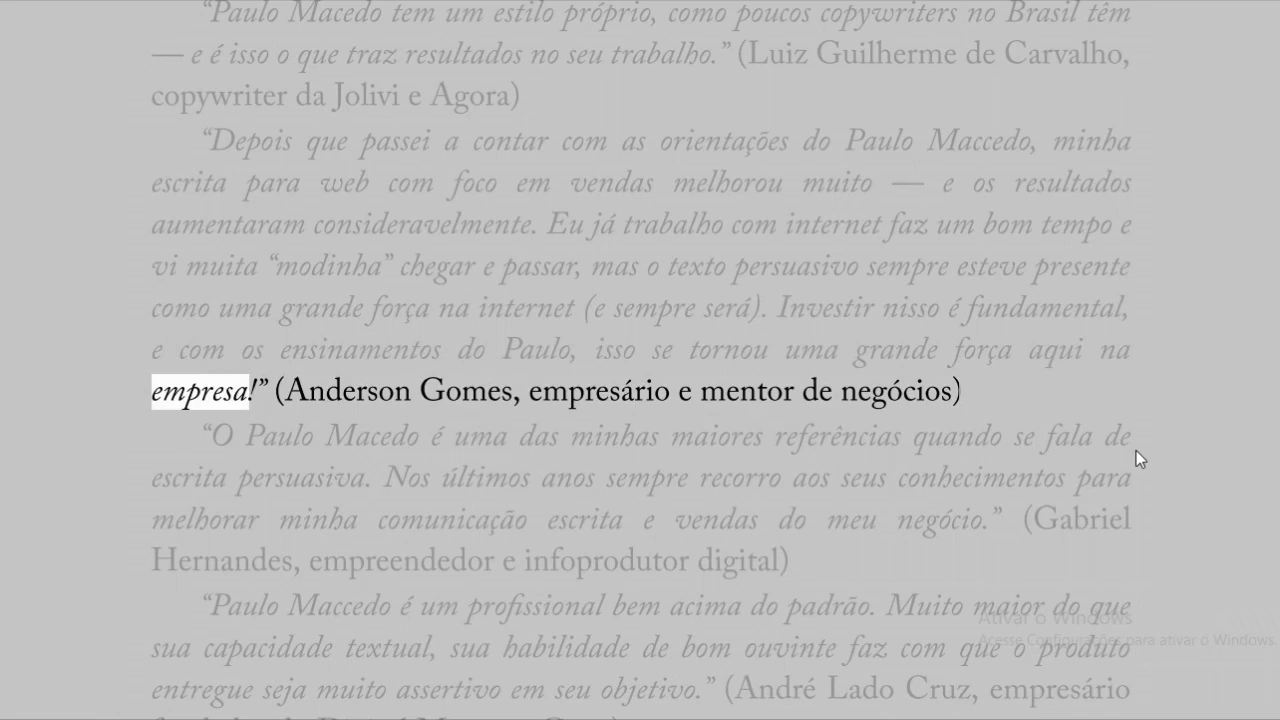 “Paulo Macedo tem um estilo próprio, como poucos copywriters no Brasil têm
— e é isso o que traz resultados no seu trabalho.” (Luiz Guilherme de Carvalho,
copywriter da Jolivi e Agora)
“Depois que passei a contar com as orientações do Paulo Maccedo, minha
escrita para web com foco em vendas melhorou muito — e os resultados
aumentaram consideravelmente. Eu já trabalho com internet faz um bom tempo e
vi muita “modinha” chegar e passar, mas o texto persuasivo sempre esteve presente
como uma grande força na internet (e sempre será). Investir nisso é fundamental,
e com os ensinamentos do Paulo, isso se tornou uma grande força aqui na
empresa!” (Anderson Gomes, empresário e mentor de negócios)
“O Paulo Macedo é uma das minhas maiores referências quando se fala de
escrita persuasiva. Nos últimos anos sempre recorro aos seus conhecimentos para
melhorar minha comunicação escrita e vendas do meu negócio.” (Gabriel
Hernandes, empreendedor e infoprodutor digital)
“Paulo Maccedo é um profissional bem acima do padrão. Muito maior do que
Ativar o Windows
Acesse Configurações para ativar o Windows.
sua capacidade textual, sua habilidade de bom ouvinte faz com que o produto
entregue seja muito assertivo em seu objetivo.” (André Lado Cruz, empresário